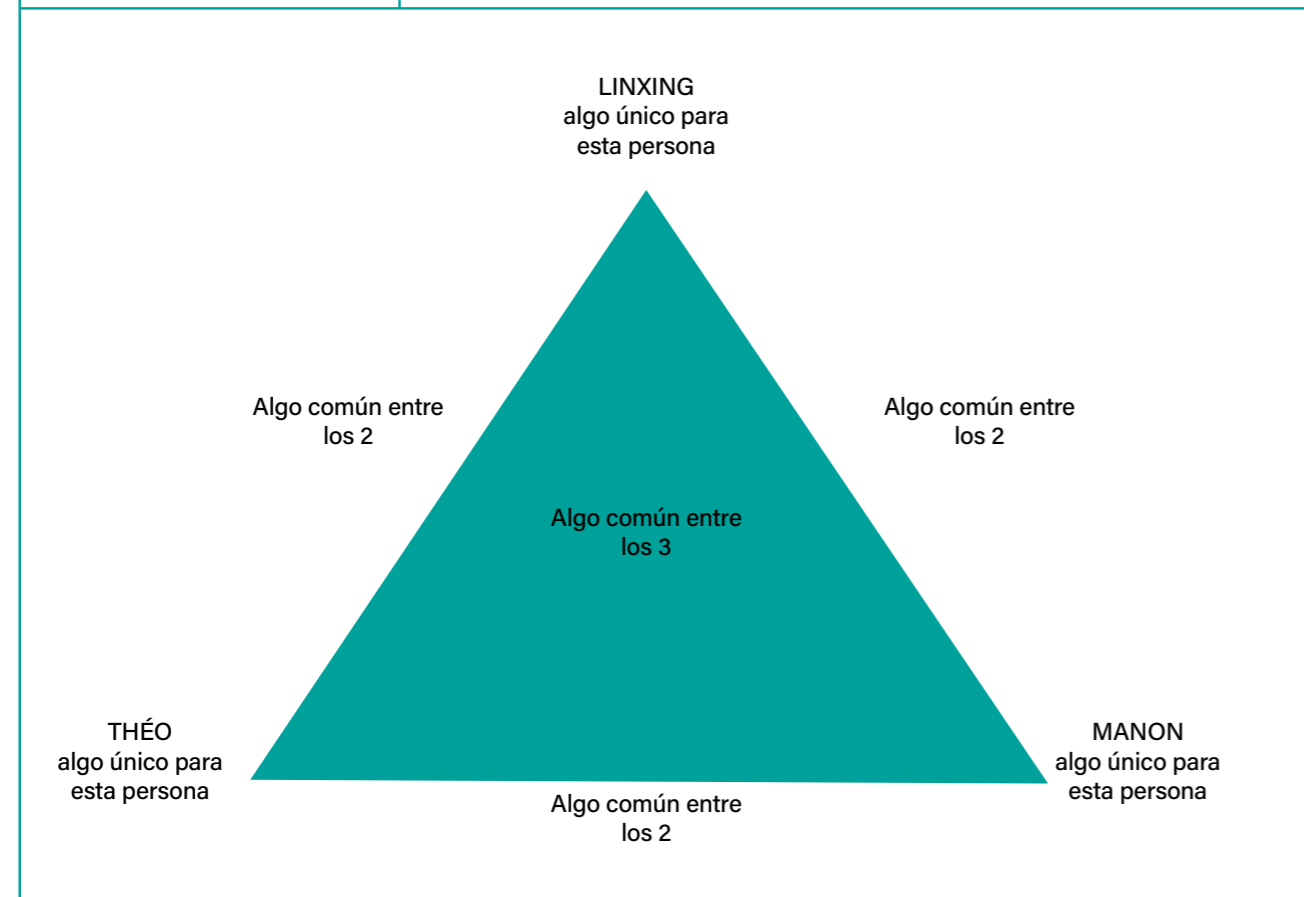 LINXING
algo único para
esta persona
Algo común entre
los 2
Algo común entre
los 2
Algo común entre
los 3
THÉO
algo único para
esta persona
MANON
algo único para
esta persona
Algo común entre
los 2